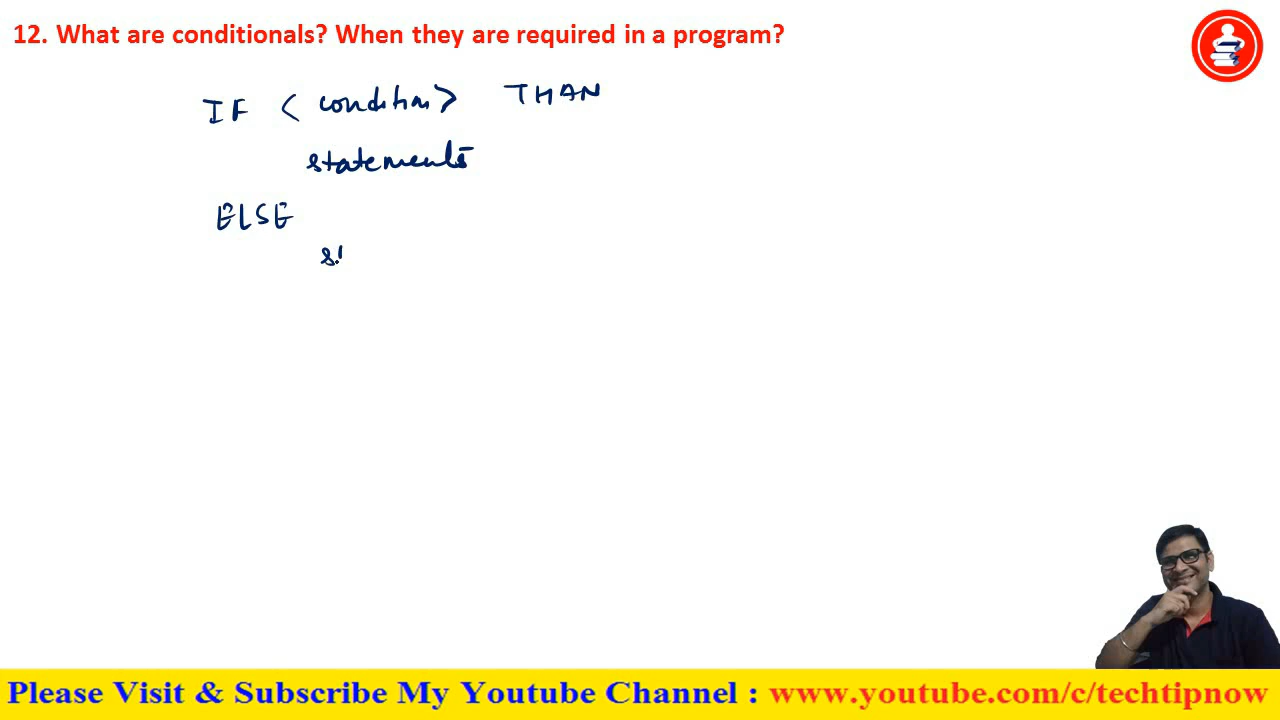 12. What are conditionals? When they are required in a program?
IF < condition> THAN
statements
ELSE
Please Visit & Subscribe My Youtube Channel : www.youtube.com/c/techtipnow